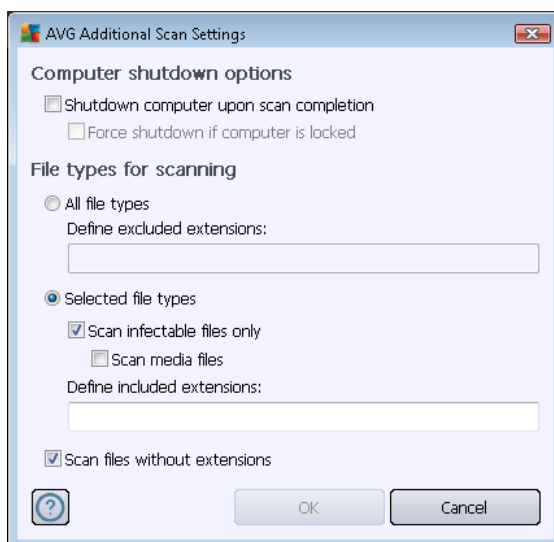 AVG Additional Scan Settings
Computer shutdown options
Shutdown computer upon scan completion
Force shutdown if computer is locked
File types for scanning
All file types
Define excluded extensions:
Selected file types
Scan infectable files only
Scan media files
Define included extensions:
Scan files without extensions
? OK Cancel